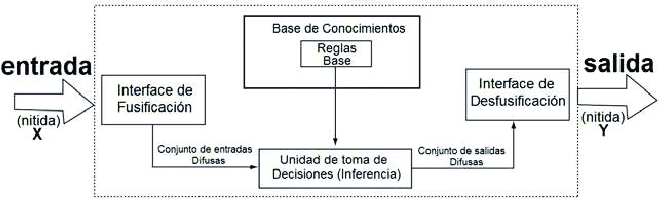 entrada
(nitida)
X
Interface de
Fusificación
Base de Conocimientos
Reglas
Base
Conjunto de entradas
Difusas
Unidad de toma de
Decisiones (Inferencia)
Conjunto de salidas
Difusas
Interface de
Desfusificación
salida
(nitida)
Y